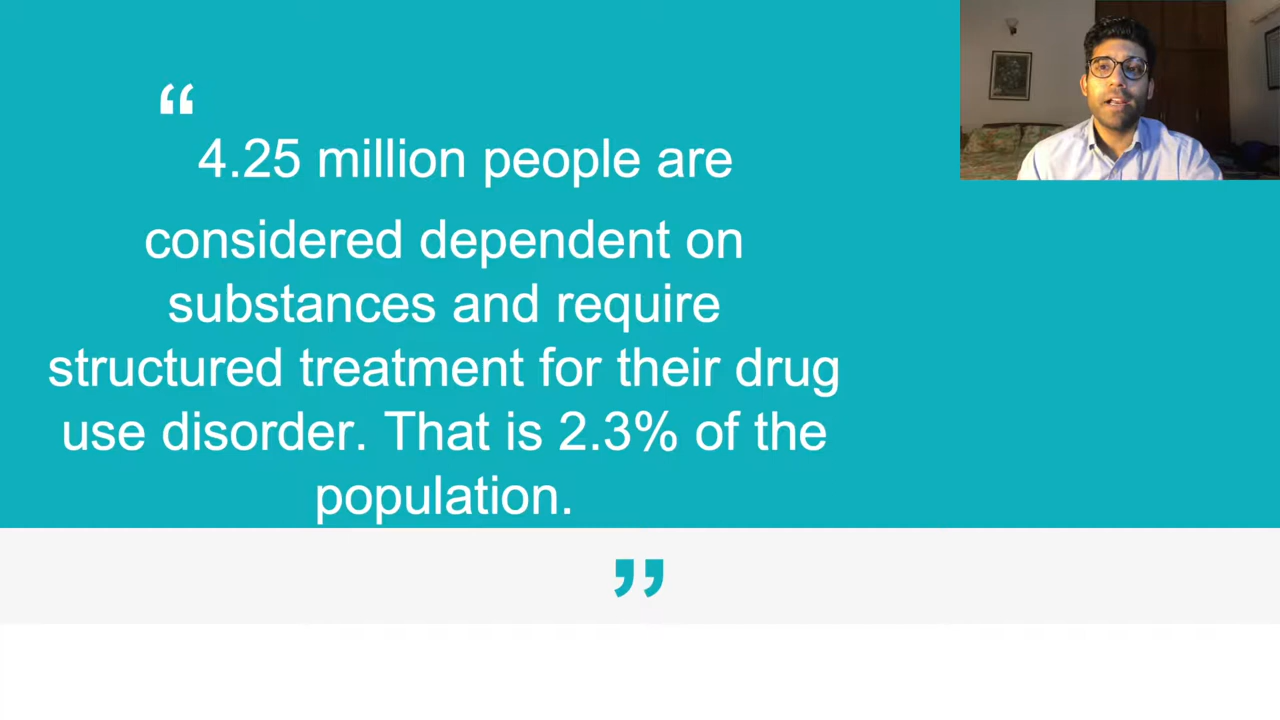 “
4.25 million people are
considered dependent on
substances and require
structured treatment for their drug
use disorder. That is 2.3% of the
population.
”